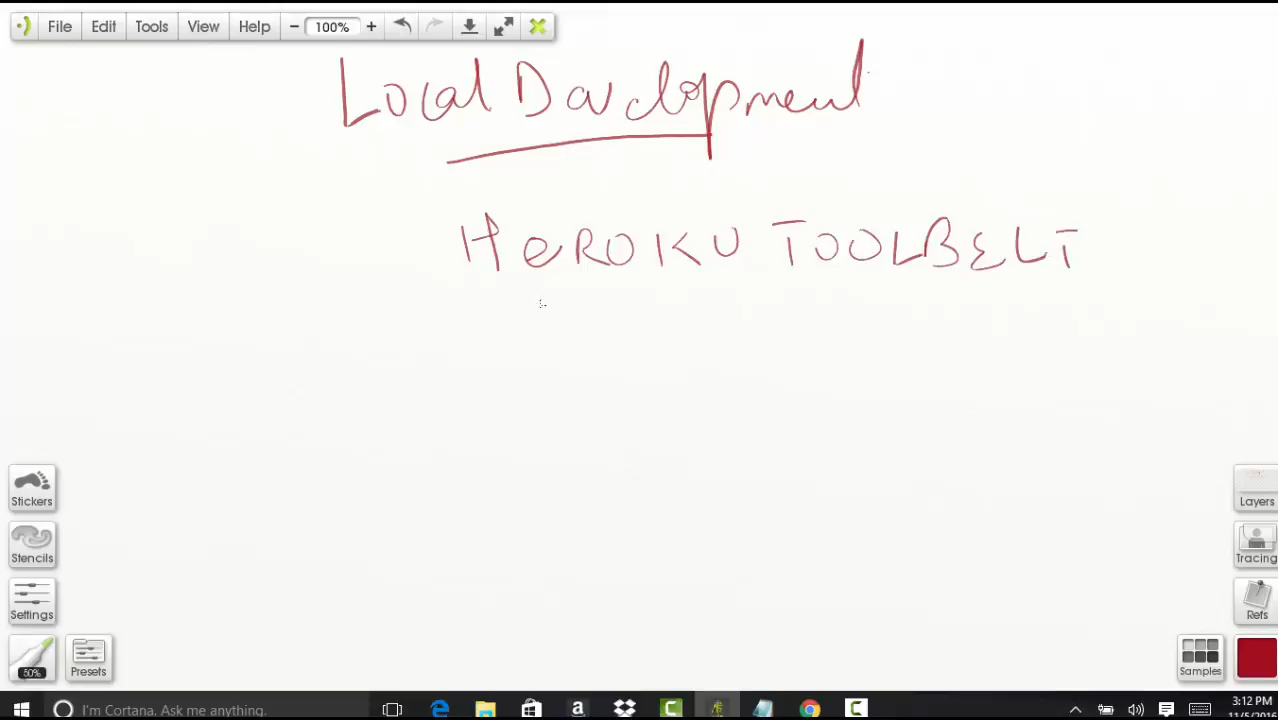 File Edit Tools View Help − 100% +
Local Development
HeROKU TOOLBELT
Stickers
Layers
Stencils
Tracing
Settings
Refs
50%
Presets
Samples
I'm Cortana. Ask me anything.
3:12 PM